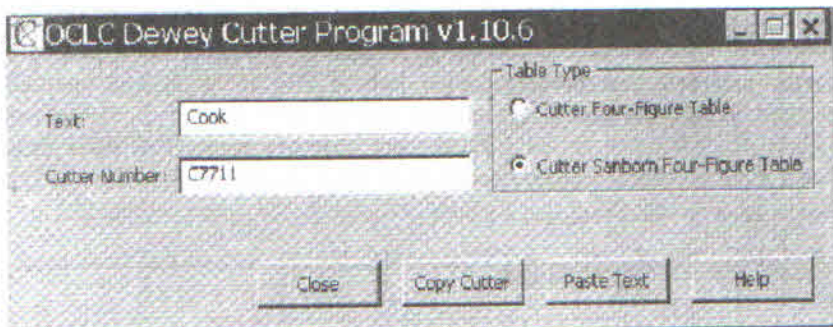 OCLC Dewey Cutter Program v1.10.6
Table Type
Text: Cook
Cutter Four-Figure Table
Cutter Number: C7711
Cutter Sanborn Four-Figure Table
Close Copy Cutter Paste Text Help